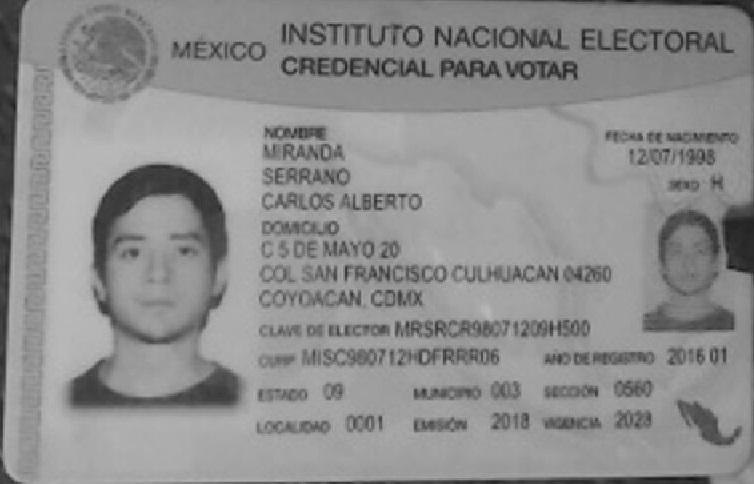 MÉXICO INSTITUTO NACIONAL ELECTORAL
CREDENCIAL PARA VOTAR
NOMBRE
MIRANDA
SERRANO
CARLOS ALBERTO
FECHA DE NACIMIENTO
12/07/1998
SEXO H
DOMICILIO
C 5 DE MAYO 20
COL SAN FRANCISCO CULHUACAN 04260
COYOACAN, CDMX
CLAVE DE ELECTOR MRSRCR98071209H500
CURP MISC980712HDFRRR06 AÑO DE REGISTRO 2016 01
ESTADO 09 MUNICIPIO 003 SECCIÓN 0560
LOCALIDAD 0001 EMISIÓN 2018 VIGENCIA 2028